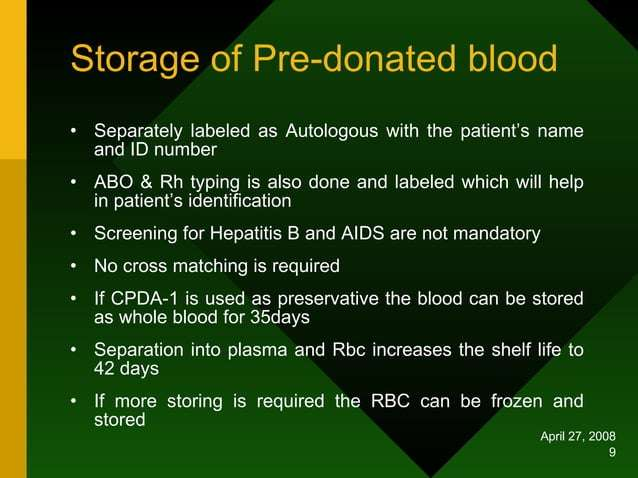 Storage of Pre-donated blood
• Separately labeled as Autologous with the patient's name
and ID number
• ABO & Rh typing is also done and labeled which will help
in patient's identification
• Screening for Hepatitis B and AIDS are not mandatory
• No cross matching is required
• If CPDA-1 is used as preservative the blood can be stored
as whole blood for 35days
• Separation into plasma and Rbc increases the shelf life to
42 days
• If more storing is required the RBC can be frozen and
stored
April 27, 2008
9